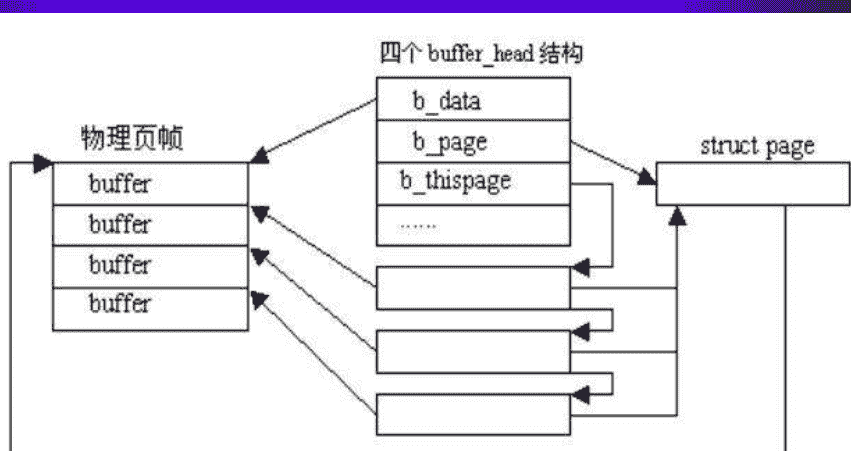 四个 buffer_head 结构
b_data
物理页帧
b_page
struct page
buffer
b_thispage
buffer
......
buffer
buffer